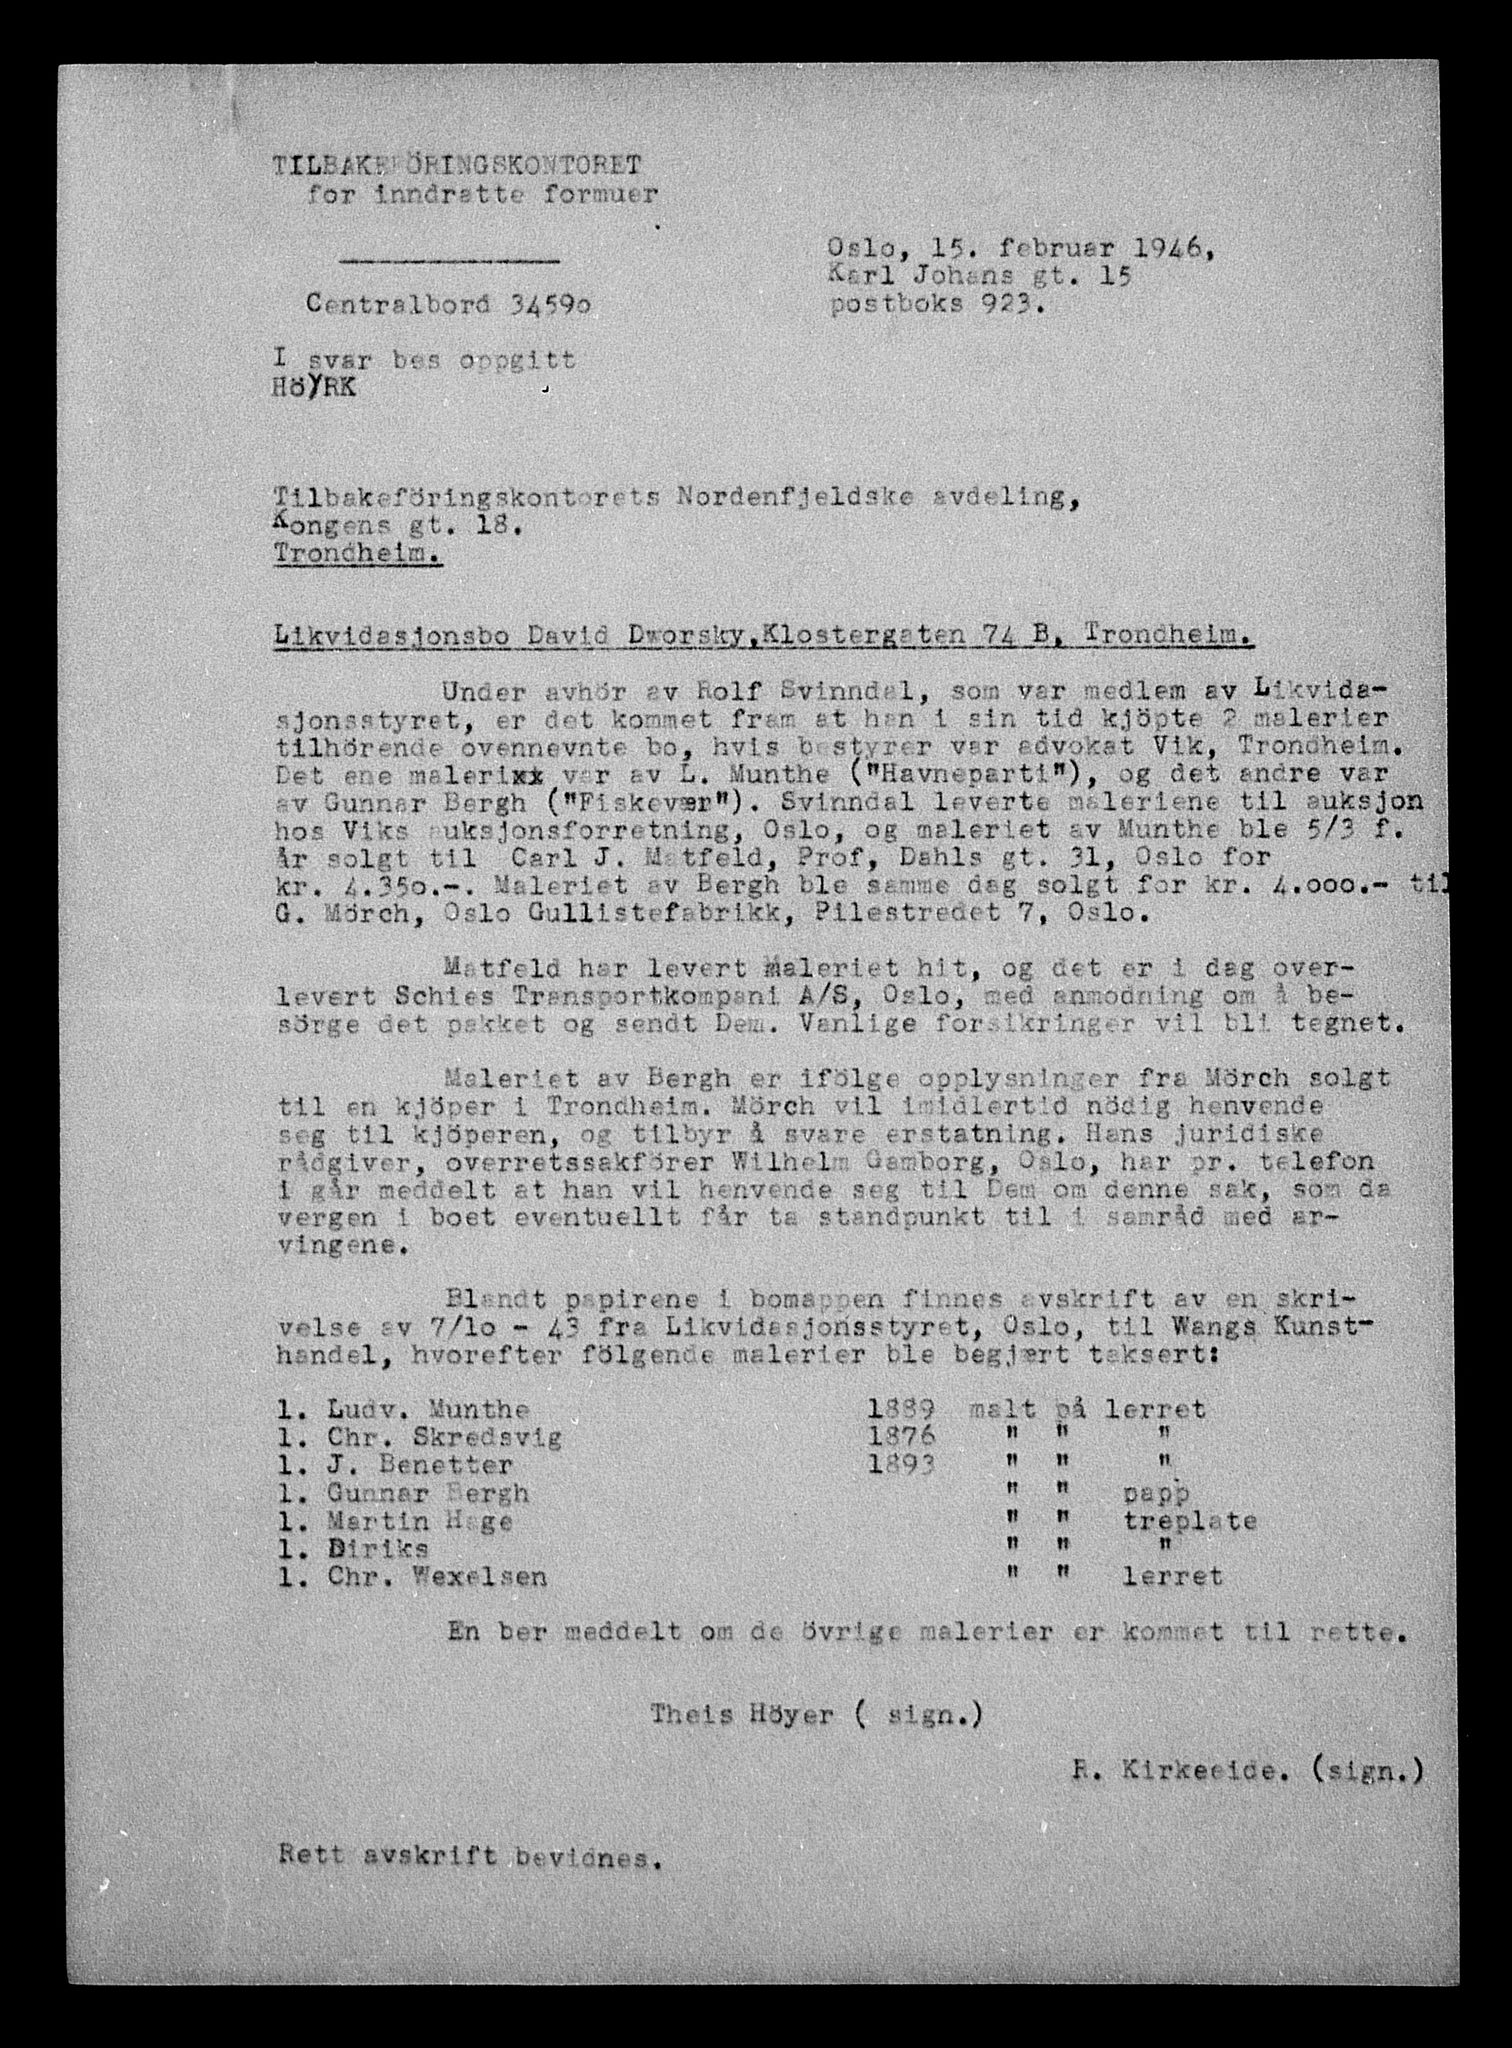 TILBAKEFÖRINGSKONTORET
for inndratte formuer
Oslo, 15. februar 1946,
Karl Johans gt. 15
postboks 923.
Centralbord 3459o
I svar bes oppgitt
Hö/RK
Tilbakeföringskontorets Nordenfjeldske avdeling,
Kongens gt. 18.
Trondheim.
Likvidasjonsbo David Dworsky, Klostergaten 74 B, Trondheim.
Under avhör av Rolf Svinndal, som var medlem av Likvida-
sjonsstyret, er det kommet fram at han i sin tid kjöpte 2 malerier
tilhörende ovennevnte bo, hvis bestyrer var advokat Vik, Trondheim.
Det ene malerixx var av L. Munthe ("Havneparti"), og det andre var
av Gunnar Bergh ("Fiskevær"). Svinndal leverte maleriene til auksjon
hos Viks auksjonsforretning, Oslo, og maleriet av Munthe ble 5/3 f.
år solgt til Carl J. Matfeld, Prof, Dahls gt. 31, Oslo for
kr. 4.35o.-. Maleriet av Bergh ble samme dag solgt for kr. 4.ooo.- til
G. Mörch, Oslo Gullistefabrikk, Pilestredet 7, Oslo.
Matfeld har levert maleriet hit, og det er i dag over-
levert Schies Transportkompani A/S, Oslo, med anmodning om å be-
sörge det pakket og sendt Dem. Vanlige forsikringer vil bli tegnet.
Maleriet av Bergh er ifölge opplysninger fra Mörch solgt
til en kjöper i Trondheim. Mörch vil imidlertid nödig henvende
seg til kjöperen, og tilbyr å svare erstatning. Hans juridiske
rådgiver, overretssakförer Wilhelm Gamborg, Oslo, har pr. telefon
i går meddelt at han vil henvende seg til Dem om denne sak, som da
vergen i boet eventuellt får ta standpunkt til i samråd med ar-
vingene.
Blandt papirene i bomappen finnes avskrift av en skri-
velse av 7/1o - 43 fra Likvidasjonsstyret, Oslo, til Wangs Kunst-
handel, hvorefter fölgende malerier ble begjært taksert:
1. Ludv. Munthe 1889 malt på lerret
1. Chr. Skredsvig 1876 " " "
1. J. Benetter 1893 " " "
1. Gunnar Bergh " " papp
1. Martin Hage " " treplate
1. Diriks " " "
1. Chr. Wexelsen " " lerret
En ber meddelt om de övrige malerier er kommet til rette.
Theis Höyer ( sign.)
R. Kirkeeide. (sign.)
Rett avskrift bevidnes.